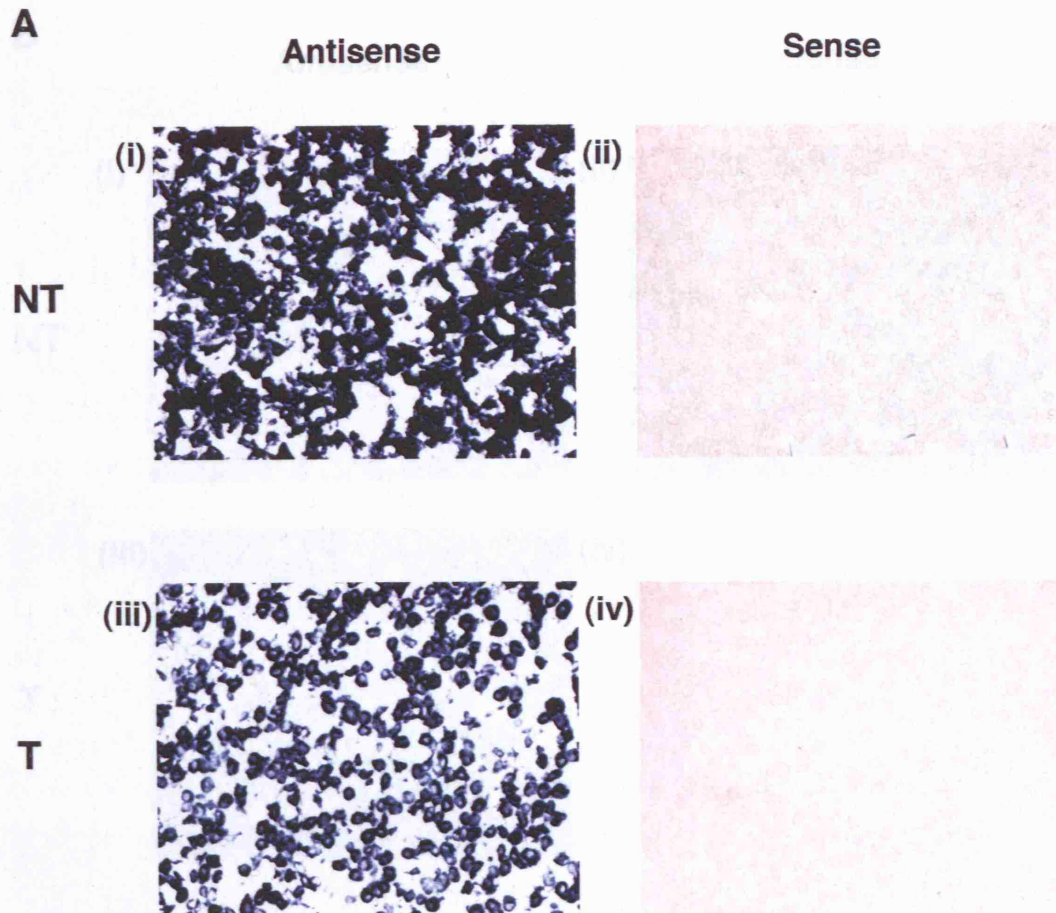 A
Antisense Sense
(i) (ii)
NT
(iii) (iv)
T